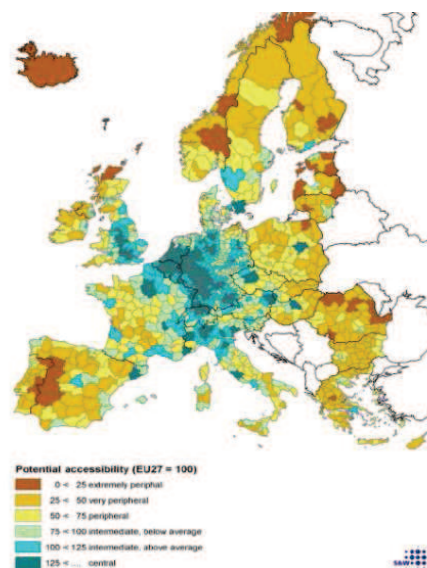 Potential accessibility (EU27 = 100)
0 < 25 extremely periphal
25 < 50 very peripheral
50 < 75 peripheral
75 < 100 intermediate, below average
100 < 125 intermediate, above average
125 < .... central
S&W